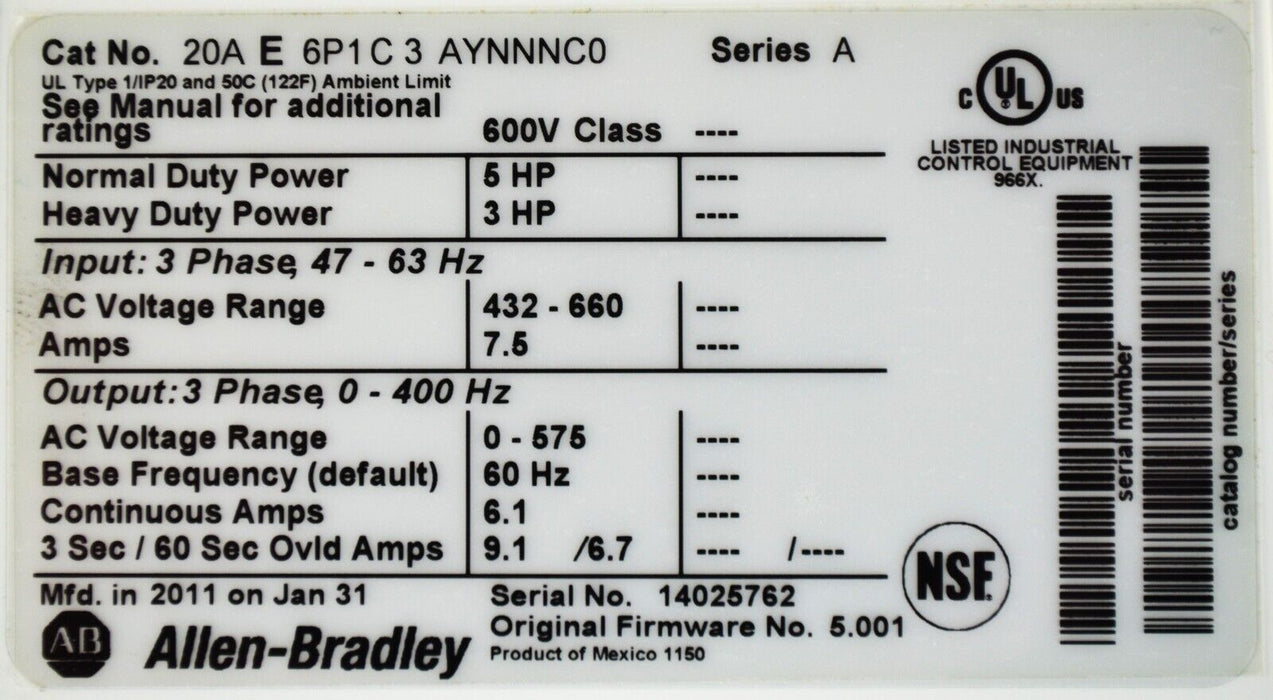 Cat No. 20A E 6P1 C 3 AYNNNC0 Series A
UL Type 1/IP20 and 50C (122F) Ambient Limit
See Manual for additional
ratings 600V Class ----
Normal Duty Power 5 HP ----
Heavy Duty Power 3 HP ----
Input: 3 Phase, 47 - 63 Hz
AC Voltage Range 432 - 660 ----
Amps 7.5 ----
Output: 3 Phase, 0 - 400 Hz
AC Voltage Range 0 - 575 ----
Base Frequency (default) 60 Hz ----
Continuous Amps 6.1 ----
3 Sec / 60 Sec Ovld Amps 9.1 /6.7 ---- /----
Mfd. in 2011 on Jan 31
Serial No. 14025762
Original Firmware No. 5.001
Product of Mexico 1150
AB Allen-Bradley
C UL US
LISTED INDUSTRIAL
CONTROL EQUIPMENT
966X.
serial number
catalog number/series
NSF.